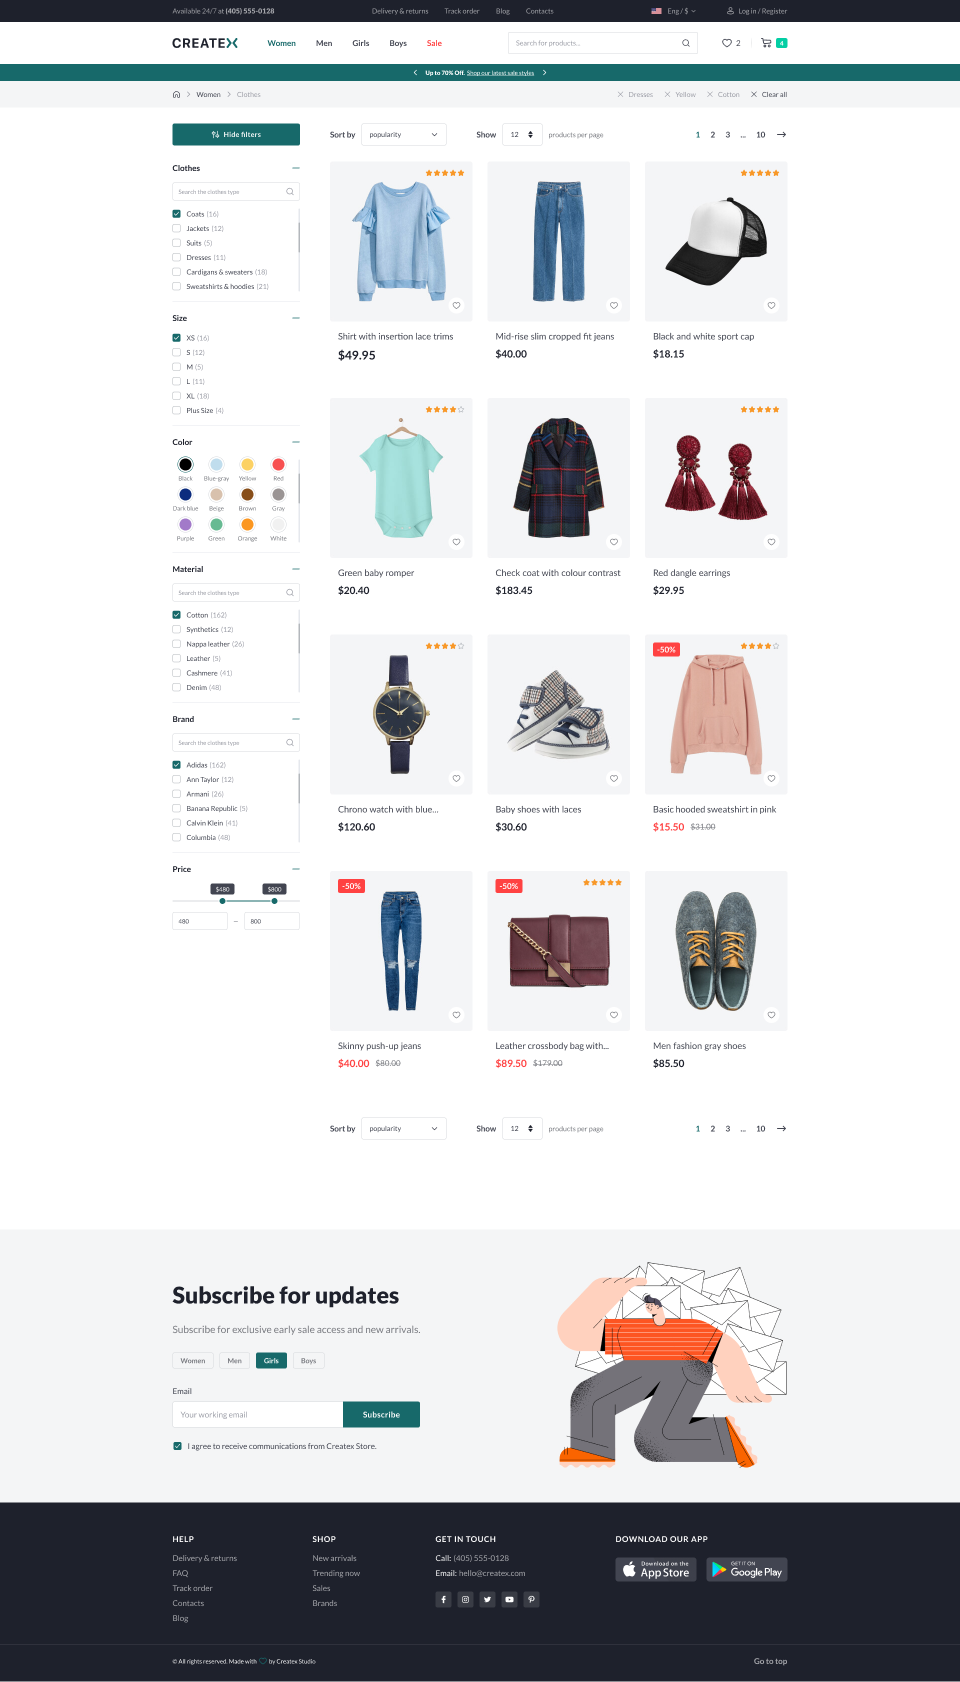 Available 24/7 at (405) 555-0128 Delivery & returns Track order Blog Contacts Eng / $ Log in / Register
CREATEX Women Men Girls Boys Sale Search for products... 2 4
Up to 70% Off. Shop our latest sale styles
Women Clothes Dresses Yellow Cotton Clear all
Hide filters
Sort by popularity Show 12 products per page 1 2 3 ... 10
Clothes
Search the clothes type
Coats (16)
Jackets (12)
Suits (5)
Dresses (11)
Cardigans & sweaters (18)
Sweatshirts & hoodies (21)
Size
XS (16)
S (12)
M (5)
L (11)
XL (18)
Plus Size (4)
Color
Black Blue-gray Yellow Red
Dark blue Beige Brown Gray
Purple Green Orange White
Material
Search the clothes type
Cotton (162)
Synthetics (12)
Nappa leather (26)
Leather (5)
Cashmere (41)
Denim (48)
Brand
Search the clothes type
Adidas (162)
Ann Taylor (12)
Armani (26)
Banana Republic (5)
Calvin Klein (41)
Columbia (48)
Price
$480 $800
480 – 800
Shirt with insertion lace trims
$49.95
Mid-rise slim cropped fit jeans
$40.00
Black and white sport cap
$18.15
Green baby romper
$20.40
Check coat with colour contrast
$183.45
Red dangle earrings
$29.95
Chrono watch with blue...
$120.60
Baby shoes with laces
$30.60
-50%
Basic hooded sweatshirt in pink
$15.50 $31.00
-50%
Skinny push-up jeans
$40.00 $80.00
-50%
Leather crossbody bag with...
$89.50 $179.00
Men fashion gray shoes
$85.50
Sort by popularity Show 12 products per page 1 2 3 ... 10
Subscribe for updates
Subscribe for exclusive early sale access and new arrivals.
Women Men Girls Boys
Email
Your working email Subscribe
I agree to receive communications from Createx Store.
HELP
Delivery & returns
FAQ
Track order
Contacts
Blog
SHOP
New arrivals
Trending now
Sales
Brands
GET IN TOUCH
Call: (405) 555-0128
Email: hello@createx.com
DOWNLOAD OUR APP
Download on the
App Store
GET IT ON
Google Play
© All rights reserved. Made with by Createx Studio
Go to top